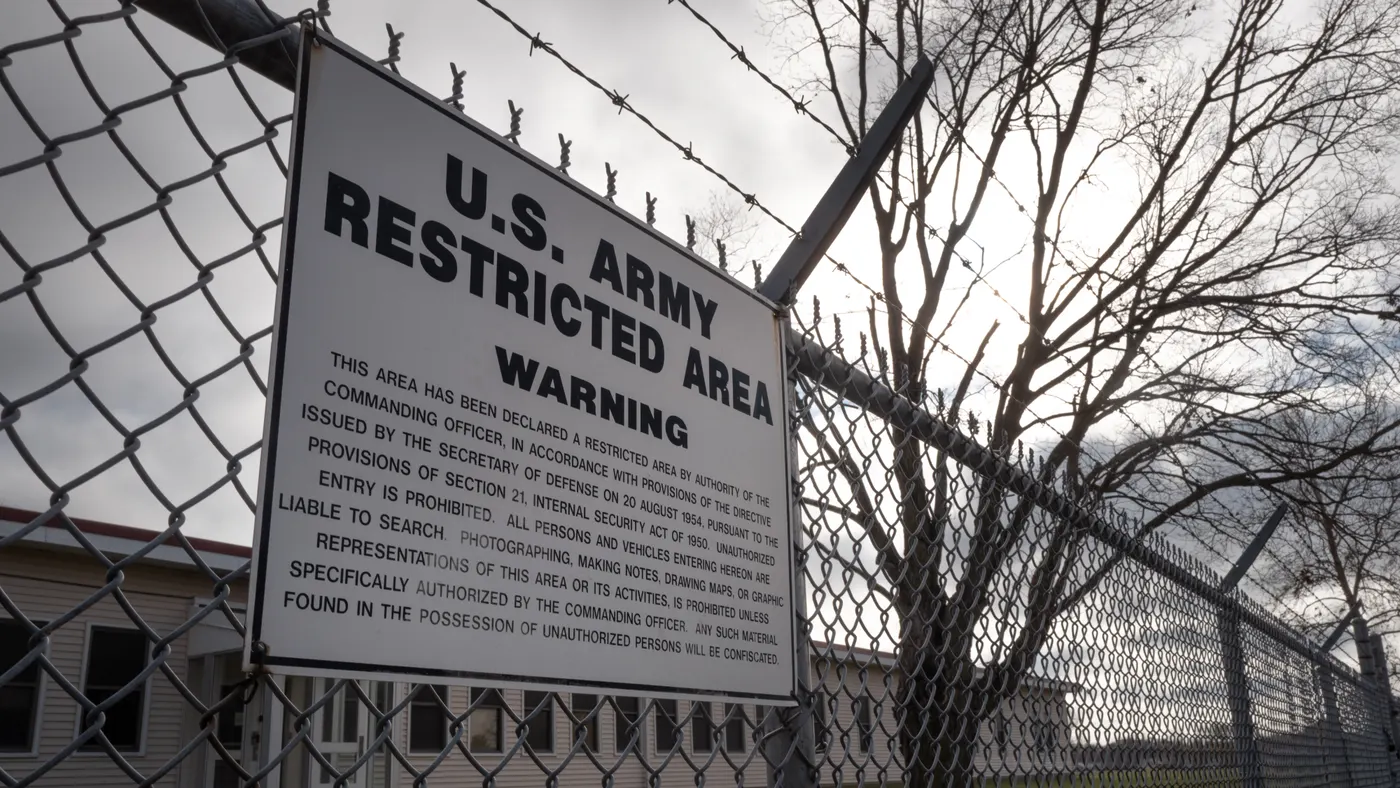 U.S. ARMY
RESTRICTED AREA
WARNING
THIS AREA HAS BEEN DECLARED A RESTRICTED AREA BY AUTHORITY OF THE
COMMANDING OFFICER, IN ACCORDANCE WITH PROVISIONS OF THE DIRECTIVE
ISSUED BY THE SECRETARY OF DEFENSE ON 20 AUGUST 1954, PURSUANT TO THE
PROVISIONS OF SECTION 21, INTERNAL SECURITY ACT OF 1950. UNAUTHORIZED
ENTRY IS PROHIBITED. ALL PERSONS AND VEHICLES ENTERING HEREON ARE
LIABLE TO SEARCH. PHOTOGRAPHING, MAKING NOTES, DRAWING MAPS, OR GRAPHIC
REPRESENTATIONS OF THIS AREA OR ITS ACTIVITIES, IS PROHIBITED UNLESS
SPECIFICALLY AUTHORIZED BY THE COMMANDING OFFICER. ANY SUCH MATERIAL
FOUND IN THE POSSESSION OF UNAUTHORIZED PERSONS WILL BE CONFISCATED.